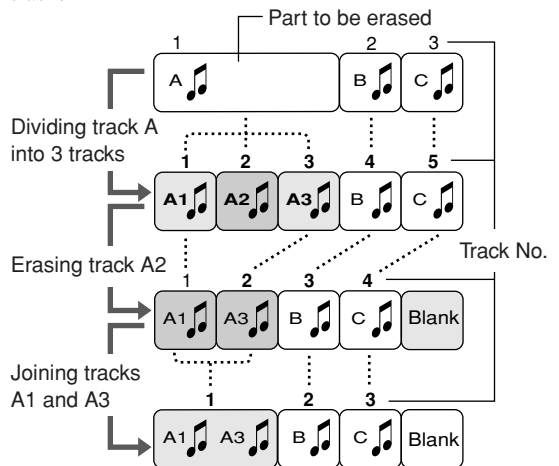 Part to be erased
1 2 3
A B C
Dividing track A
into 3 tracks
1 2 3 4 5
A1 A2 A3 B C
Track No.
Erasing track A2
1 2 3 4
A1 A3 B C Blank
Joining tracks
A1 and A3
1 2 3
A1 A3 B C Blank